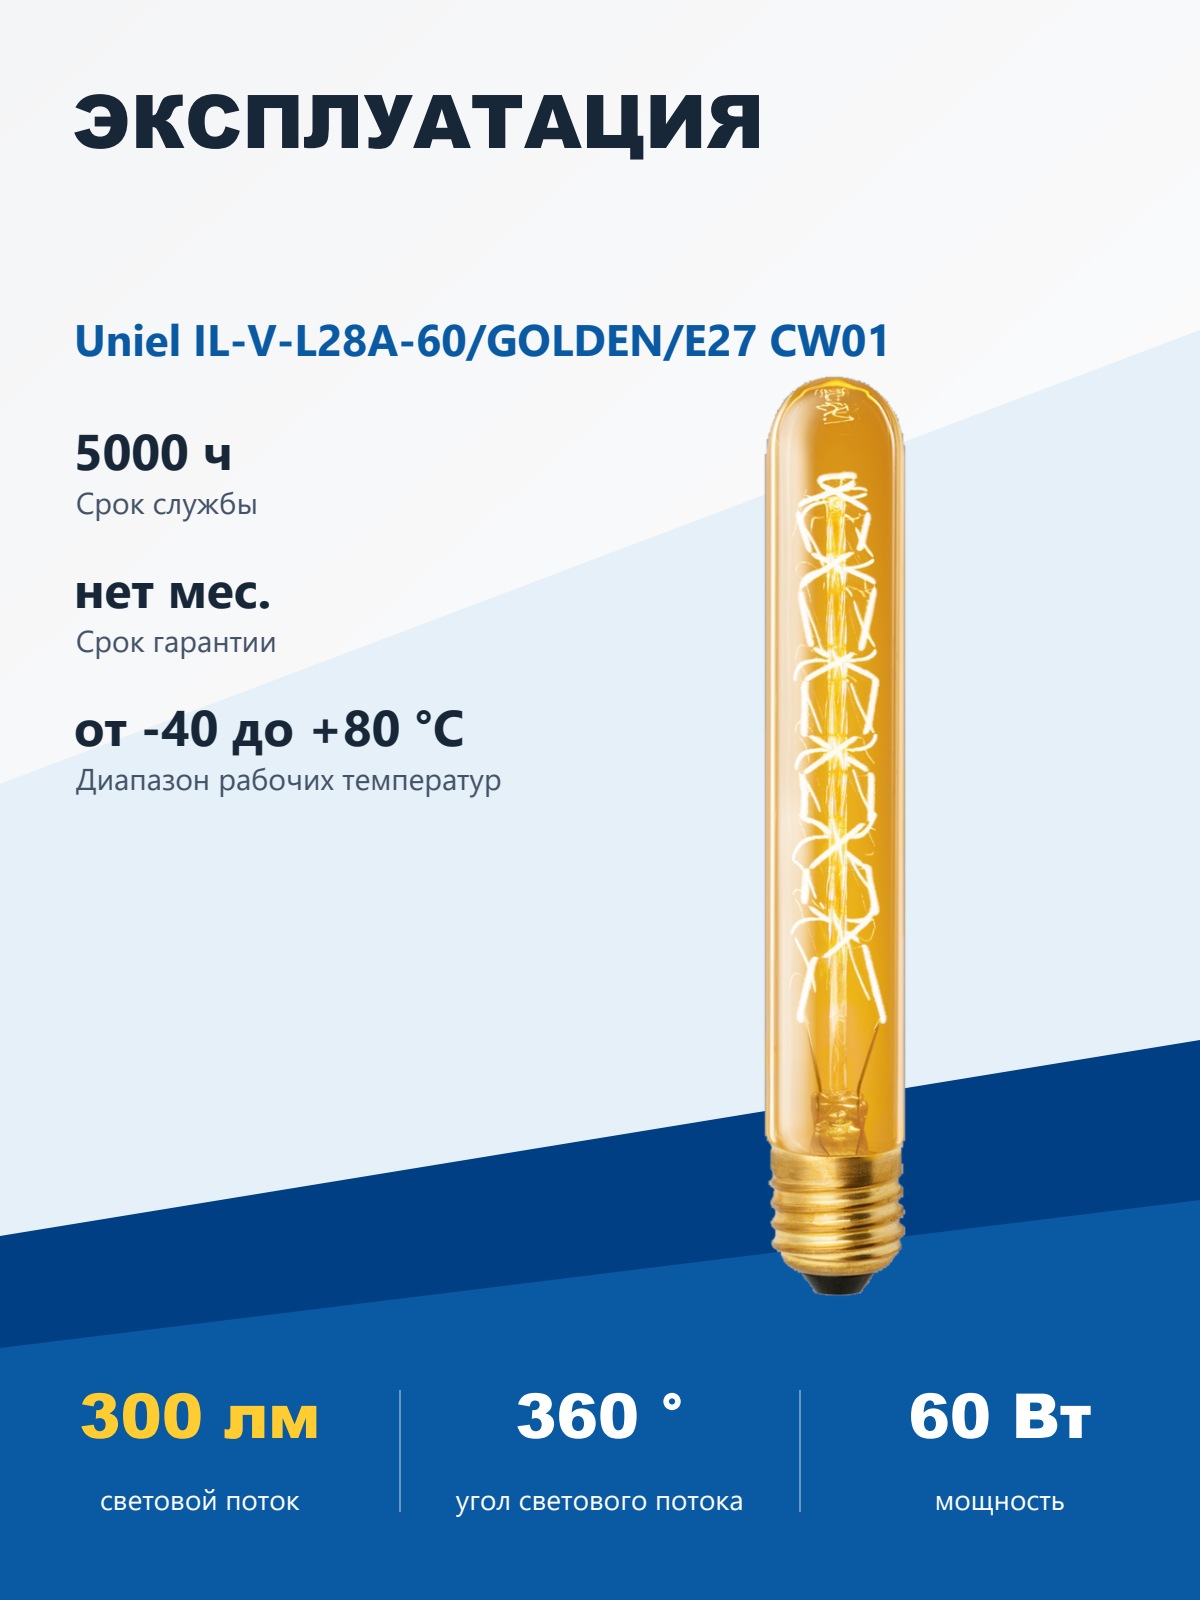 ЭКСПЛУАТАЦИЯ
Uniel IL-V-L28A-60/GOLDEN/E27 CW01
5000 ч
Срок службы
нет мес.
Срок гарантии
от -40 до +80 °C
Диапазон рабочих температур
300 лм
световой поток
360 °
угол светового потока
60 Вт
мощность